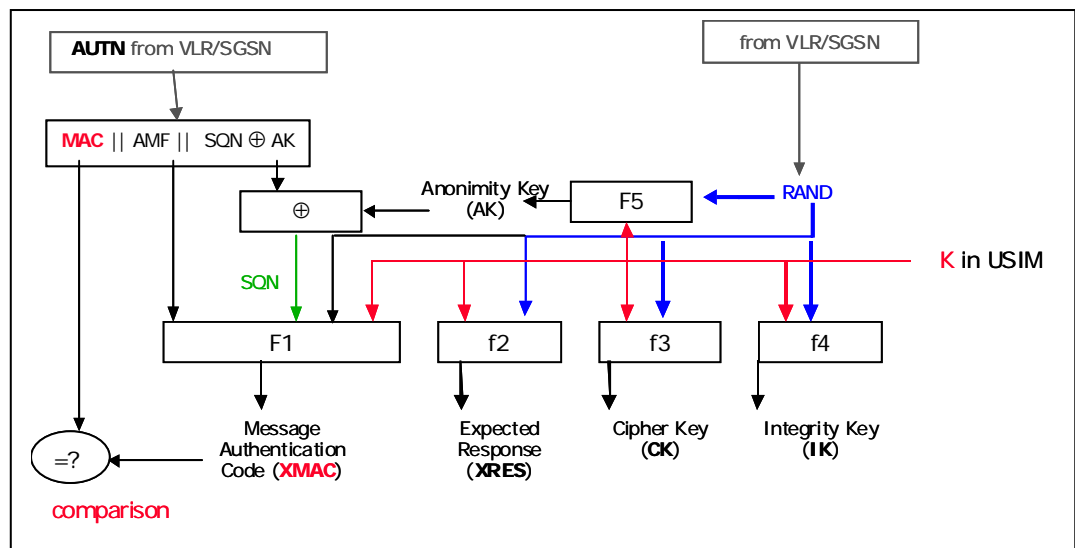 AUTN from VLR/SGSN
from VLR/SGSN
MAC || AMF || SQN ⊕ AK
Anonimity Key
(AK)
F5
RAND
⊕
K in USIM
SQN
F1
f2
f3
f4
Message
Authentication
Code (XMAC)
Expected
Response
(XRES)
Cipher Key
(CK)
Integrity Key
(IK)
=?
comparison